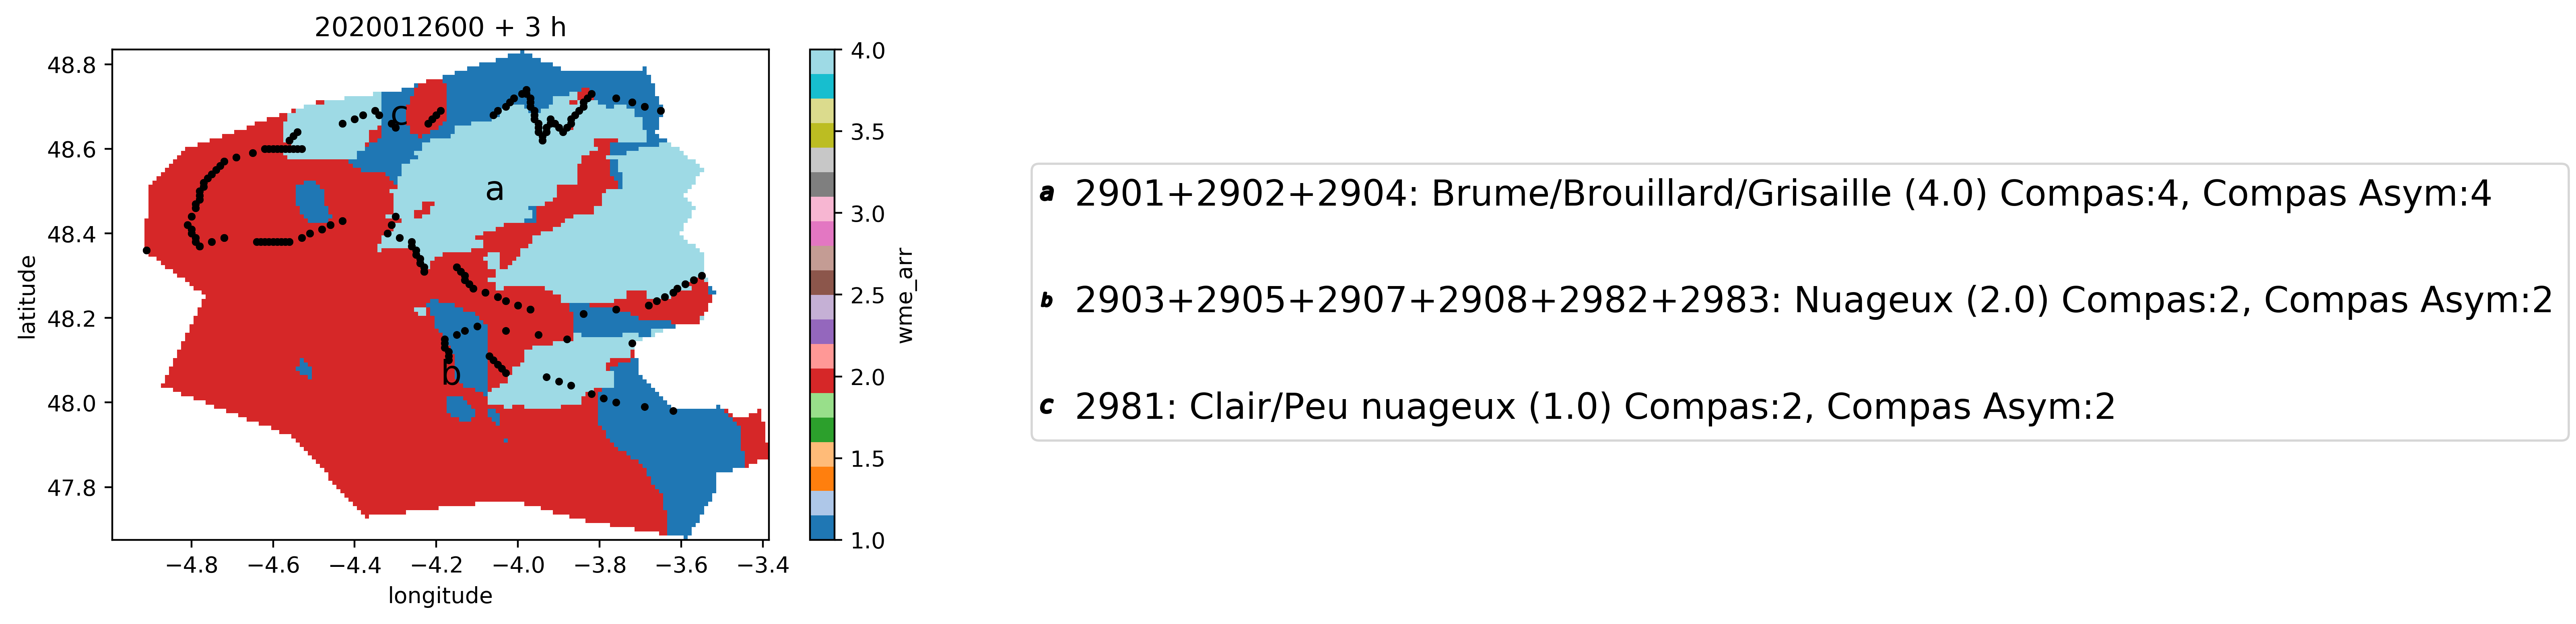 2020012600 + 3 h
48.8
48.6
48.4
48.2
48.0
47.8
latitude
−4.8 −4.6 −4.4 −4.2 −4.0 −3.8 −3.6 −3.4
longitude
c
a
b
4.0
3.5
3.0
2.5
2.0
1.5
1.0
wme_arr
a 2901+2902+2904: Brume/Brouillard/Grisaille (4.0) Compas:4, Compas Asym:4
b 2903+2905+2907+2908+2982+2983: Nuageux (2.0) Compas:2, Compas Asym:2
c 2981: Clair/Peu nuageux (1.0) Compas:2, Compas Asym:2